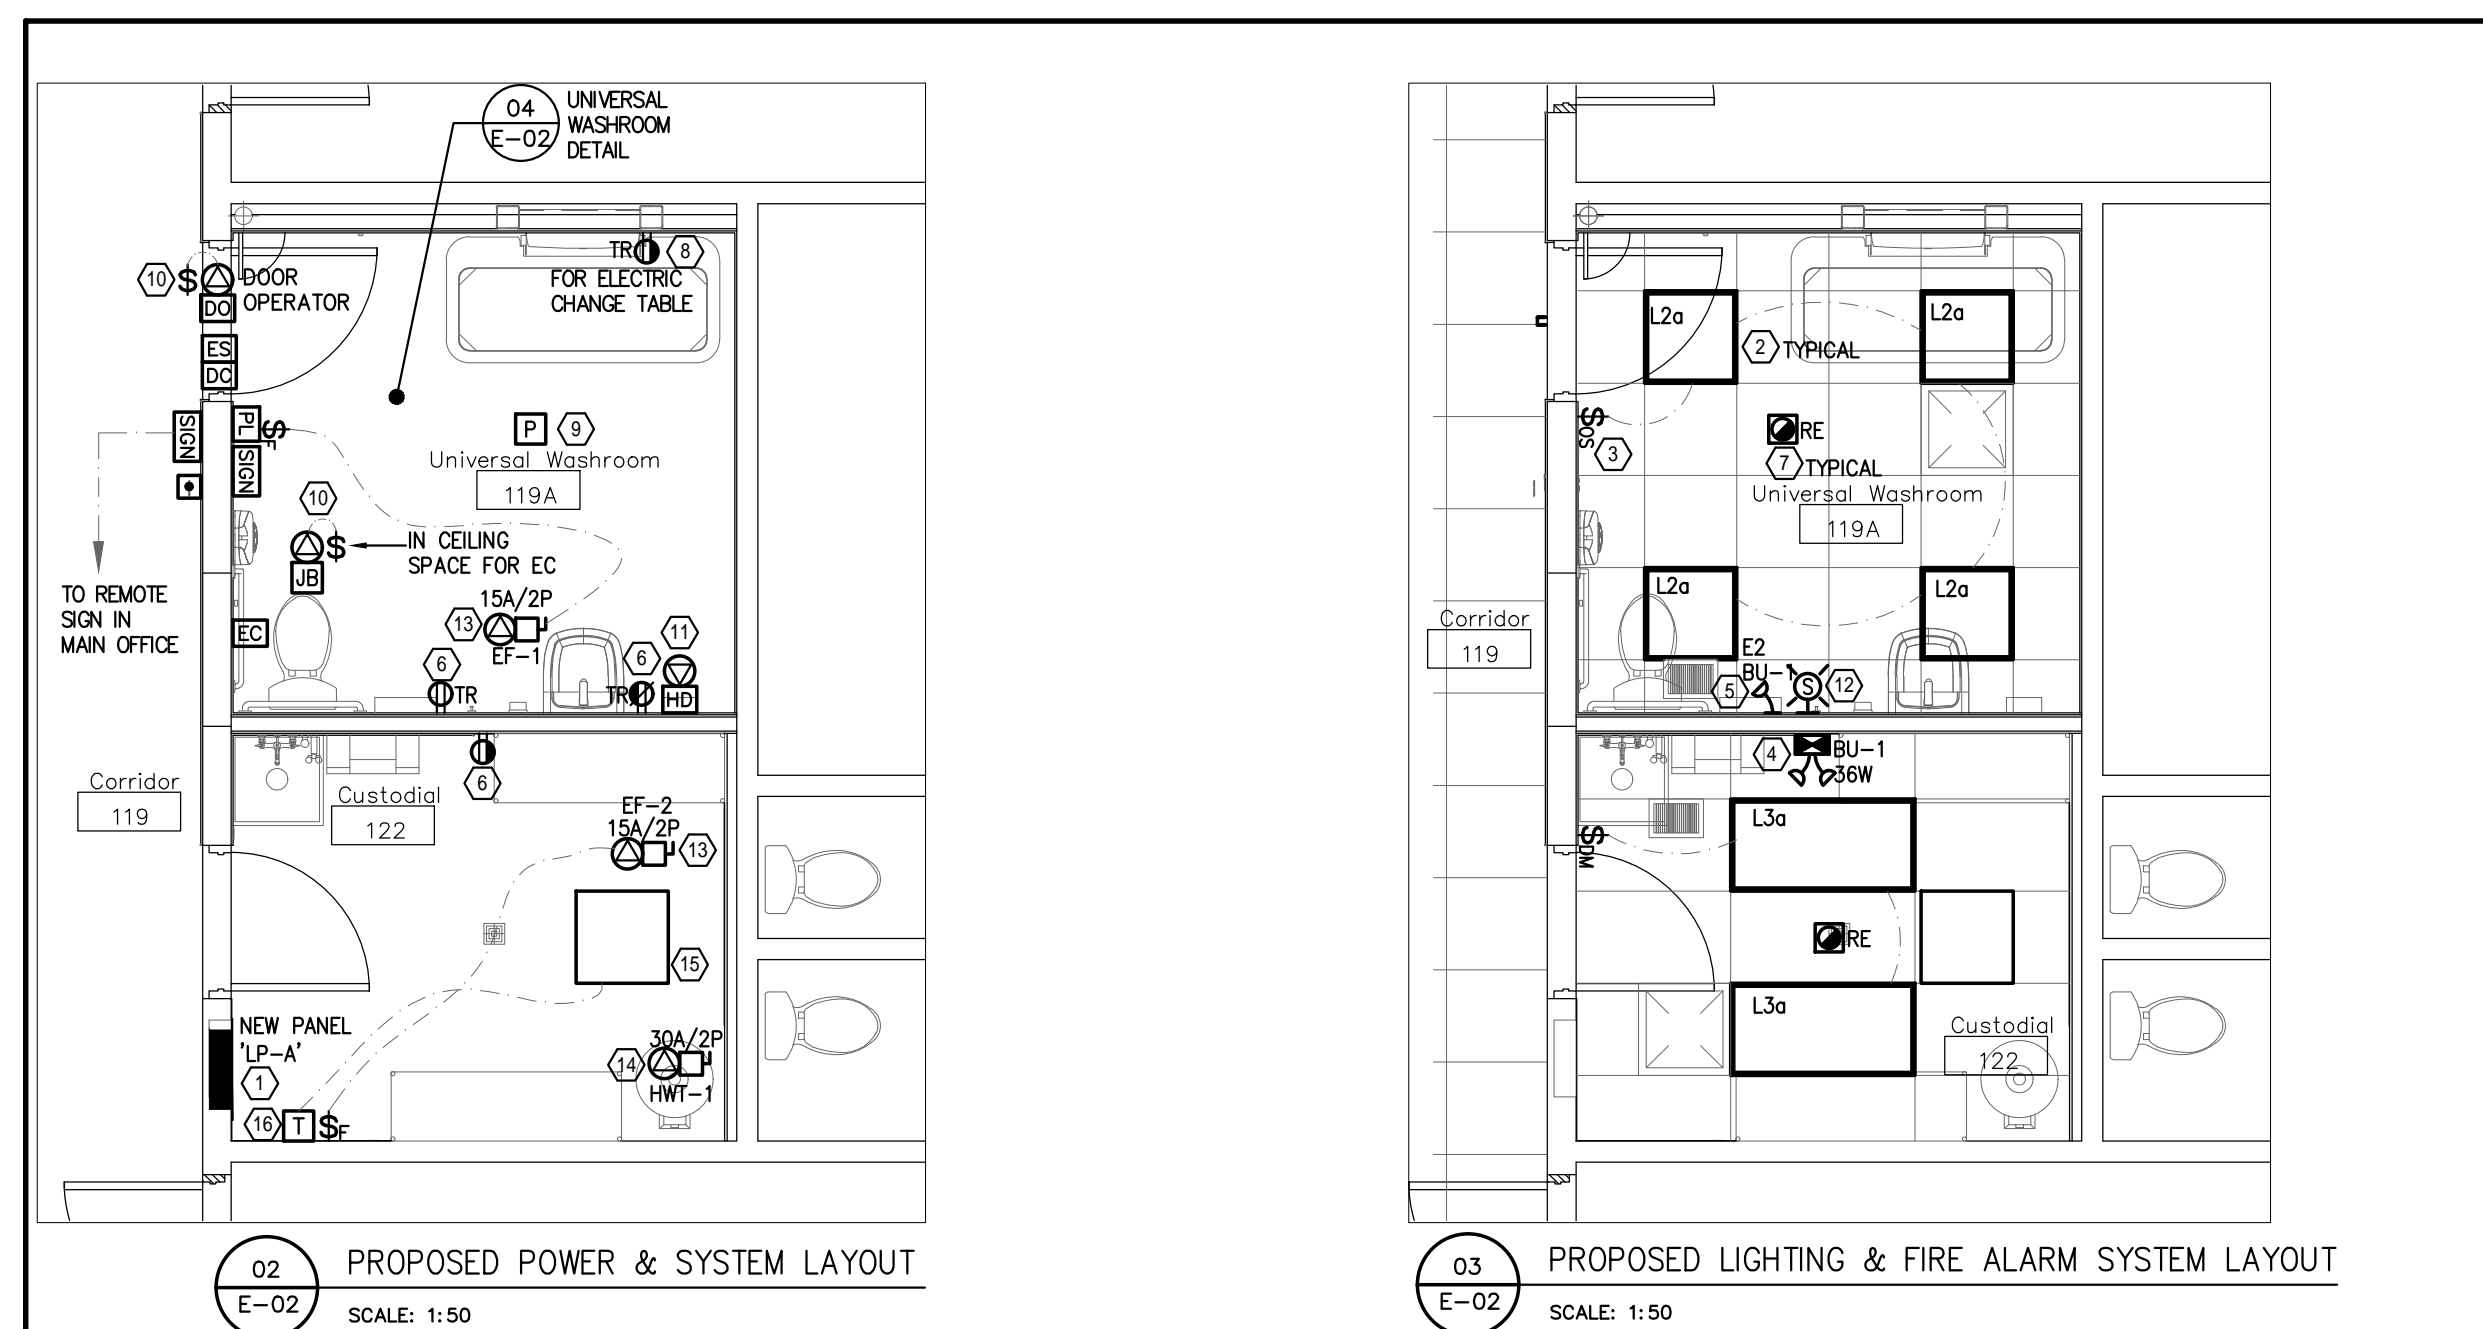 04
E-02
UNIVERSAL
WASHROOM
DETAIL
TR
8
FOR ELECTRIC
CHANGE TABLE
10
$
DOOR
OPERATOR
DO
ES
DC
SIGN
PL
$F
SIGN
P
9
Universal Washroom
119A
10
$
IN CEILING
SPACE FOR EC
JB
TO REMOTE
SIGN IN
MAIN OFFICE
EC
15A/2P
13
EF-1
11
6
TR
6
TR
HD
6
Corridor
119
Custodial
122
EF-2
15A/2P
13
15
NEW PANEL
'LP-A'
1
30A/2P
14
HWT-1
16
T
$F
02
E-02
PROPOSED POWER & SYSTEM LAYOUT
SCALE: 1:50
L2a
L2a
2
TYPICAL
$OS
3
RE
7
TYPICAL
Universal Washroom
119A
L2a
L2a
Corridor
119
E2
BU-1
5
S
12
4
BU-1
36W
L3a
$DM
RE
L3a
Custodial
122
03
E-02
PROPOSED LIGHTING & FIRE ALARM SYSTEM LAYOUT
SCALE: 1:50